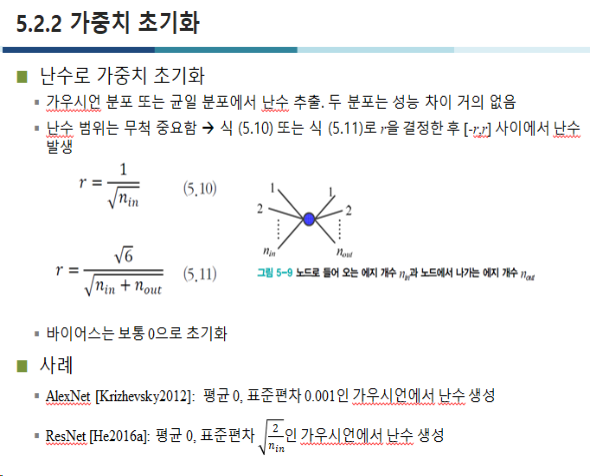 5.2.2 가중치 초기화
■ 난수로 가중치 초기화
▪ 가우시언 분포 또는 균일 분포에서 난수 추출. 두 분포는 성능 차이 거의 없음
▪ 난수 범위는 무척 중요함 → 식 (5.10) 또는 식 (5.11)로 r을 결정한 후 [-r,r] 사이에서 난수
발생
r = 1/√n_in (5.10)
1 1
2 2
n_in n_out
r = √6/√(n_in + n_out) (5.11)
그림 5-9 노드로 들어 오는 에지 개수 n_in과 노드에서 나가는 에지 개수 n_out
▪ 바이어스는 보통 0으로 초기화
■ 사례
▪ AlexNet [Krizhevsky2012]: 평균 0, 표준편차 0.001인 가우시언에서 난수 생성
▪ ResNet [He2016a]: 평균 0, 표준편차 √(2/n_in)인 가우시언에서 난수 생성